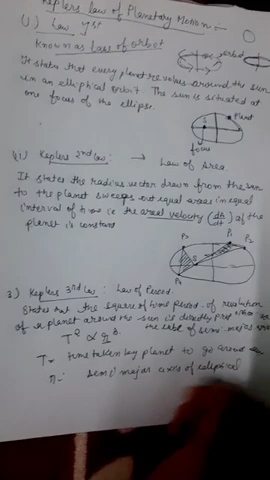 Keplers law of Planetary Motion :-
(1) Law 1st
Known as law of orbit
orbit
It states that every planet revolves around the sun
in an elliptical orbit. The sun is situated at
one focus of the ellipse.
Planet
S
focus
(ii) Keplers 2nd law: → Law of Area
It states the radius vector drawn from the sun
to the planet sweeps out equal areas in equal
interval of time i.e the areal velocity (dA/dt) of the
planet is constant
P3
P1
P2
S
P4
3) Keplers 3rd law: Law of Period.
States that the square of time period of revolution
of a planet around the sun is directly prop
the cube of semi major
T² ∝ r³
T = time taken by planet to go around
r = semi major axis of elliptical